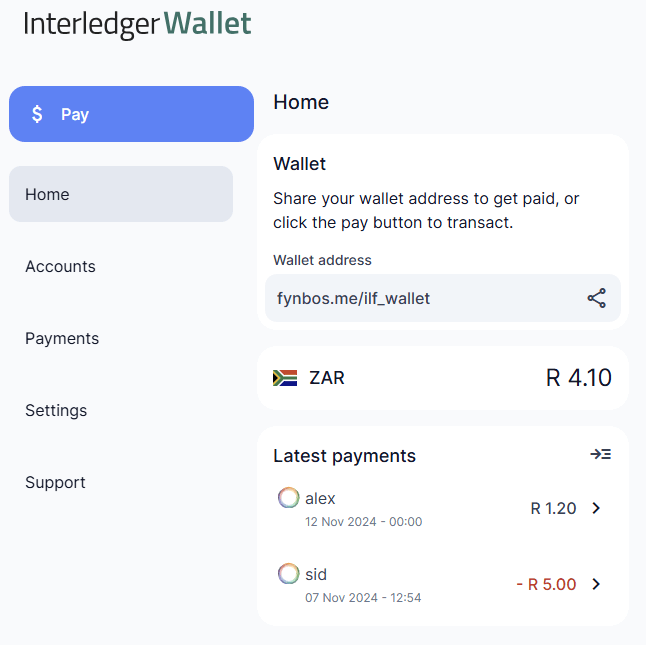 Interledger Wallet
$ Pay
Home
Accounts
Payments
Settings
Support
Home
Wallet
Share your wallet address to get paid, or
click the pay button to transact.
Wallet address
fynbos.me/ilf_wallet
ZAR R 4.10
Latest payments
alex
12 Nov 2024 - 00:00
R 1.20
sid
07 Nov 2024 - 12:54
- R 5.00